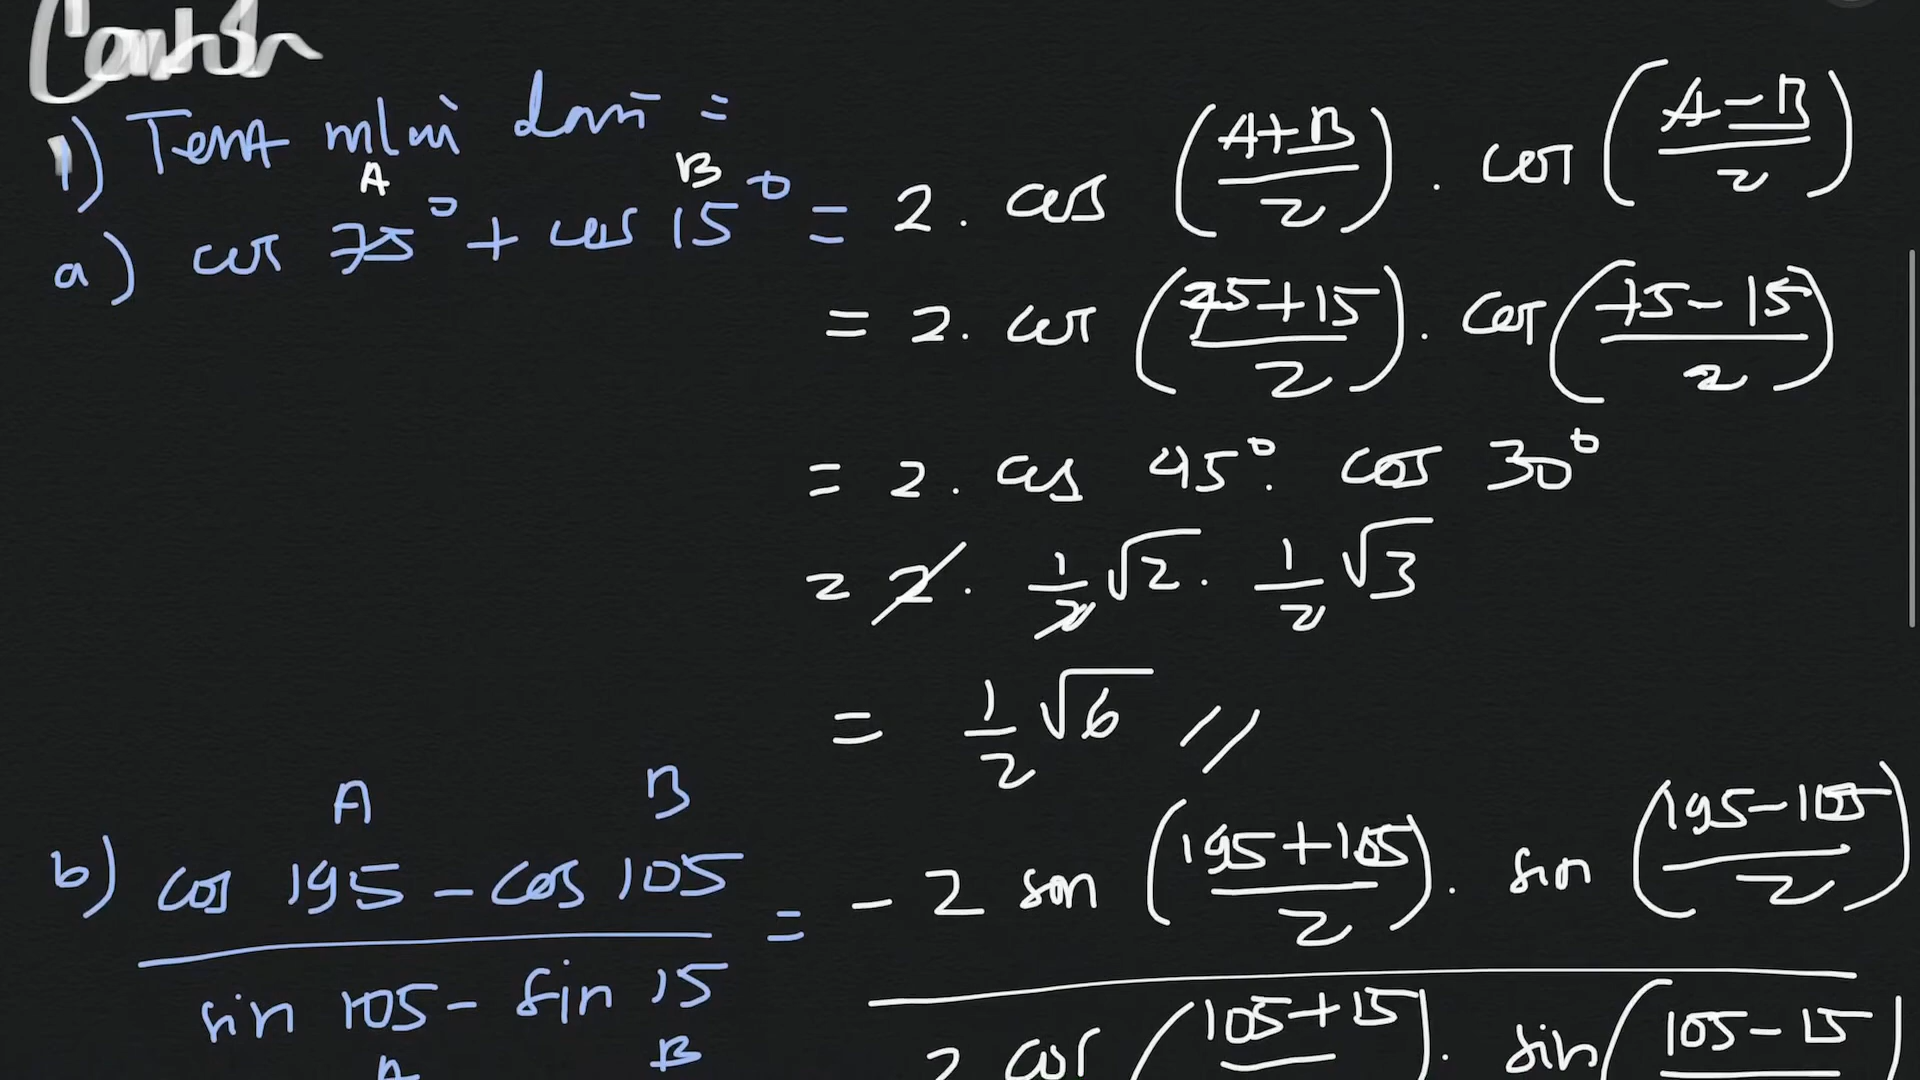 Contoh
1) Tent nilai dari =
A B
a) cos 75° + cos 15° = 2 . cos ((A+B)/2) . cos ((A-B)/2)
= 2 . cos ((75+15)/2) . cos ((75-15)/2)
= 2 . cos 45° . cos 30°
= 2 . 1/2 √2 . 1/2 √3
= 1/2 √6 //
A B
b) (cos 195 - cos 105)/(sin 105 - sin 15) = (-2 sin ((195+105)/2) . sin ((195-105)/2))/(2 cos (105+15) . sin (105-15))
A B